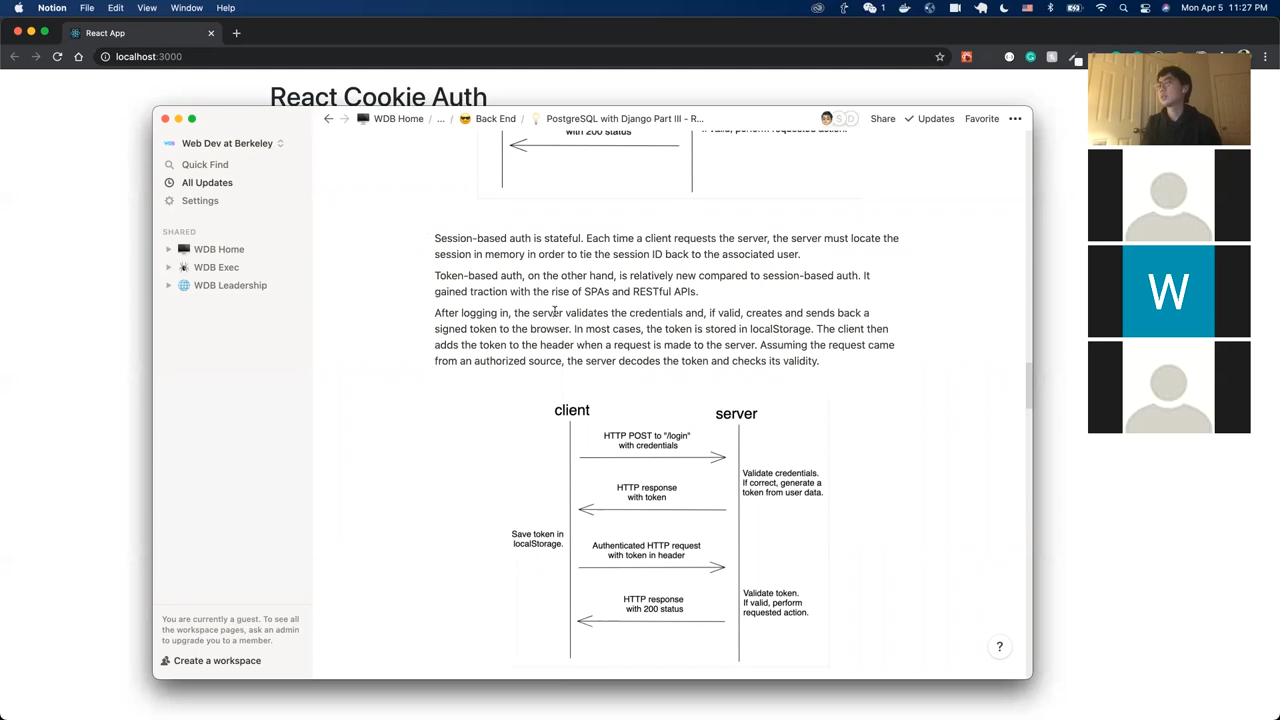 Notion File Edit View Window Help
Mon Apr 5 11:27 PM
React App
localhost:3000
React Cookie Auth
WDB Home / ... / Back End / PostgreSQL with Django Part III - R...
Share Updates Favorite
Web Dev at Berkeley
Quick Find
All Updates
Settings
SHARED
WDB Home
WDB Exec
WDB Leadership
You are currently a guest. To see all
the workspace pages, ask an admin
to upgrade you to a member.
Create a workspace
with 200 status
If valid, perform requested action.
Session-based auth is stateful. Each time a client requests the server, the server must locate the
session in memory in order to tie the session ID back to the associated user.
Token-based auth, on the other hand, is relatively new compared to session-based auth. It
gained traction with the rise of SPAs and RESTful APIs.
After logging in, the server validates the credentials and, if valid, creates and sends back a
signed token to the browser. In most cases, the token is stored in localStorage. The client then
adds the token to the header when a request is made to the server. Assuming the request came
from an authorized source, the server decodes the token and checks its validity.
client
server
HTTP POST to "/login"
with credentials
Validate credentials.
If correct, generate a
token from user data.
HTTP response
with token
Save token in
localStorage.
Authenticated HTTP request
with token in header
Validate token.
If valid, perform
requested action.
HTTP response
with 200 status
?
W